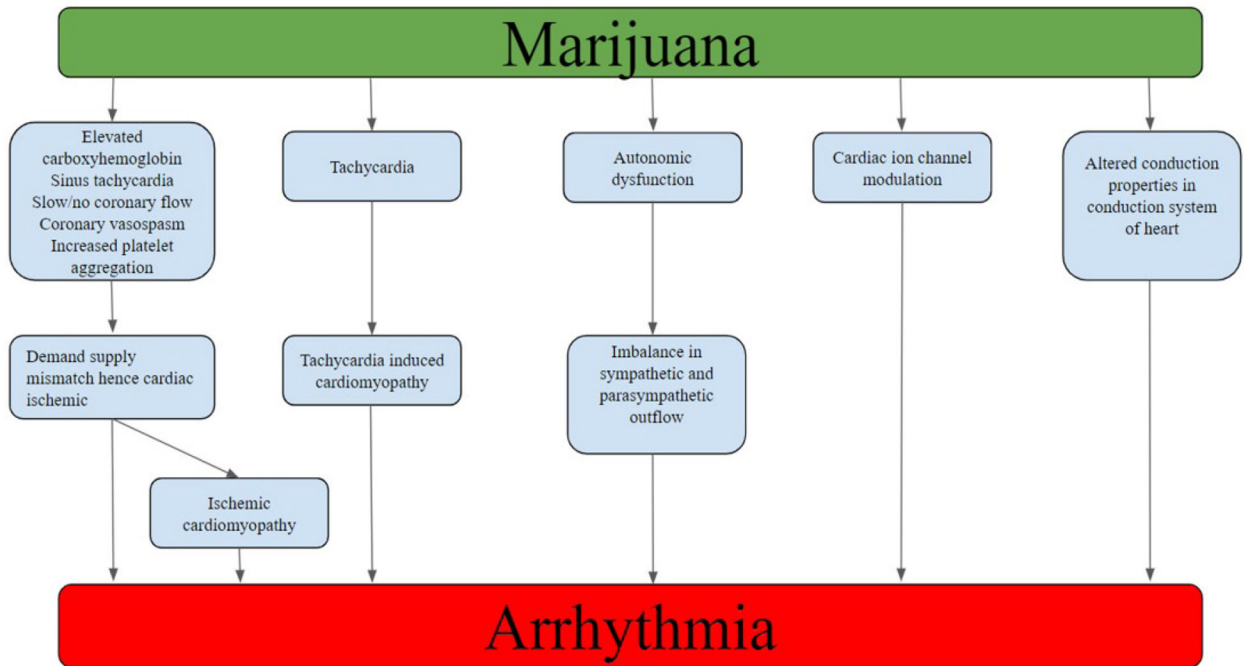 Marijuana
Elevated
carboxyhemoglobin
Sinus tachycardia
Slow/no coronary flow
Coronary vasospasm
Increased platelet
aggregation
Tachycardia
Autonomic
dysfunction
Cardiac ion channel
modulation
Altered conduction
properties in
conduction system
of heart
Demand supply
mismatch hence cardiac
ischemic
Tachycardia induced
cardiomyopathy
Imbalance in
sympathetic and
parasympathetic
outflow
Ischemic
cardiomyopathy
Arrhythmia